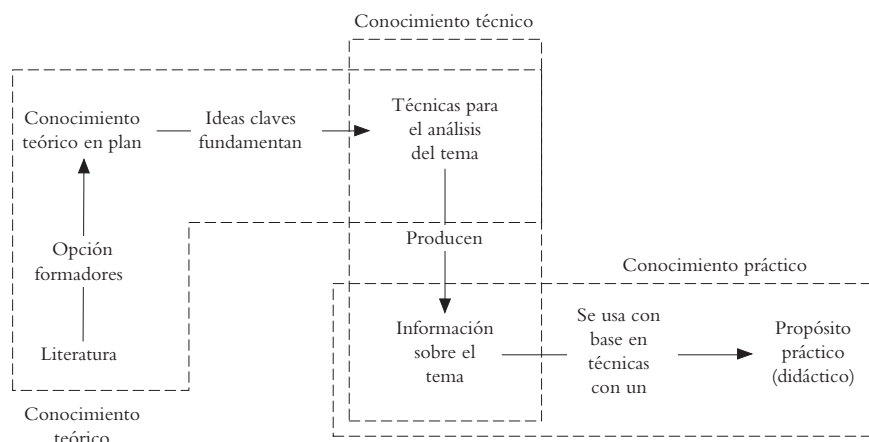 Conocimiento técnico
Conocimiento
teórico en plan
Ideas claves
fundamentan
Técnicas para
el análisis
del tema
Opción
formadores
Producen
Conocimiento práctico
Literatura
Información
sobre el
tema
Se usa con
base en
técnicas
con un
Propósito
práctico
(didáctico)
Conocimiento
teórico